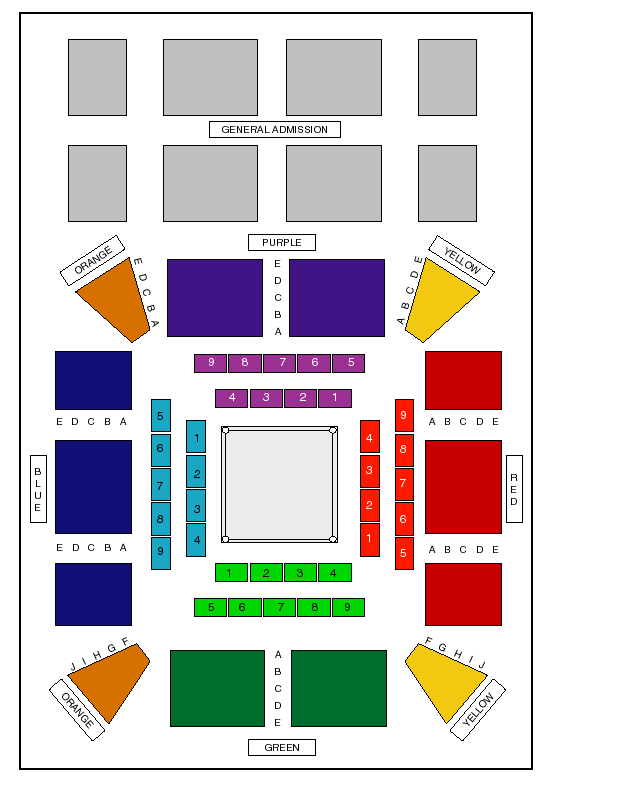 GENERAL ADMISSION
PURPLE
ORANGE
YELLOW
E
D
C
B
A
E
D
C
B
A
E
D
C
B
A
9 8 7 6 5
4 3 2 1
E D C B A
A B C D E
5
6
7
8
9
1
2
3
4
4
3
2
1
9
8
7
6
5
BLUE
RED
E D C B A
A B C D E
1 2 3 4
5 6 7 8 9
J I H G F
F G H I J
A
B
C
D
E
ORANGE
YELLOW
GREEN